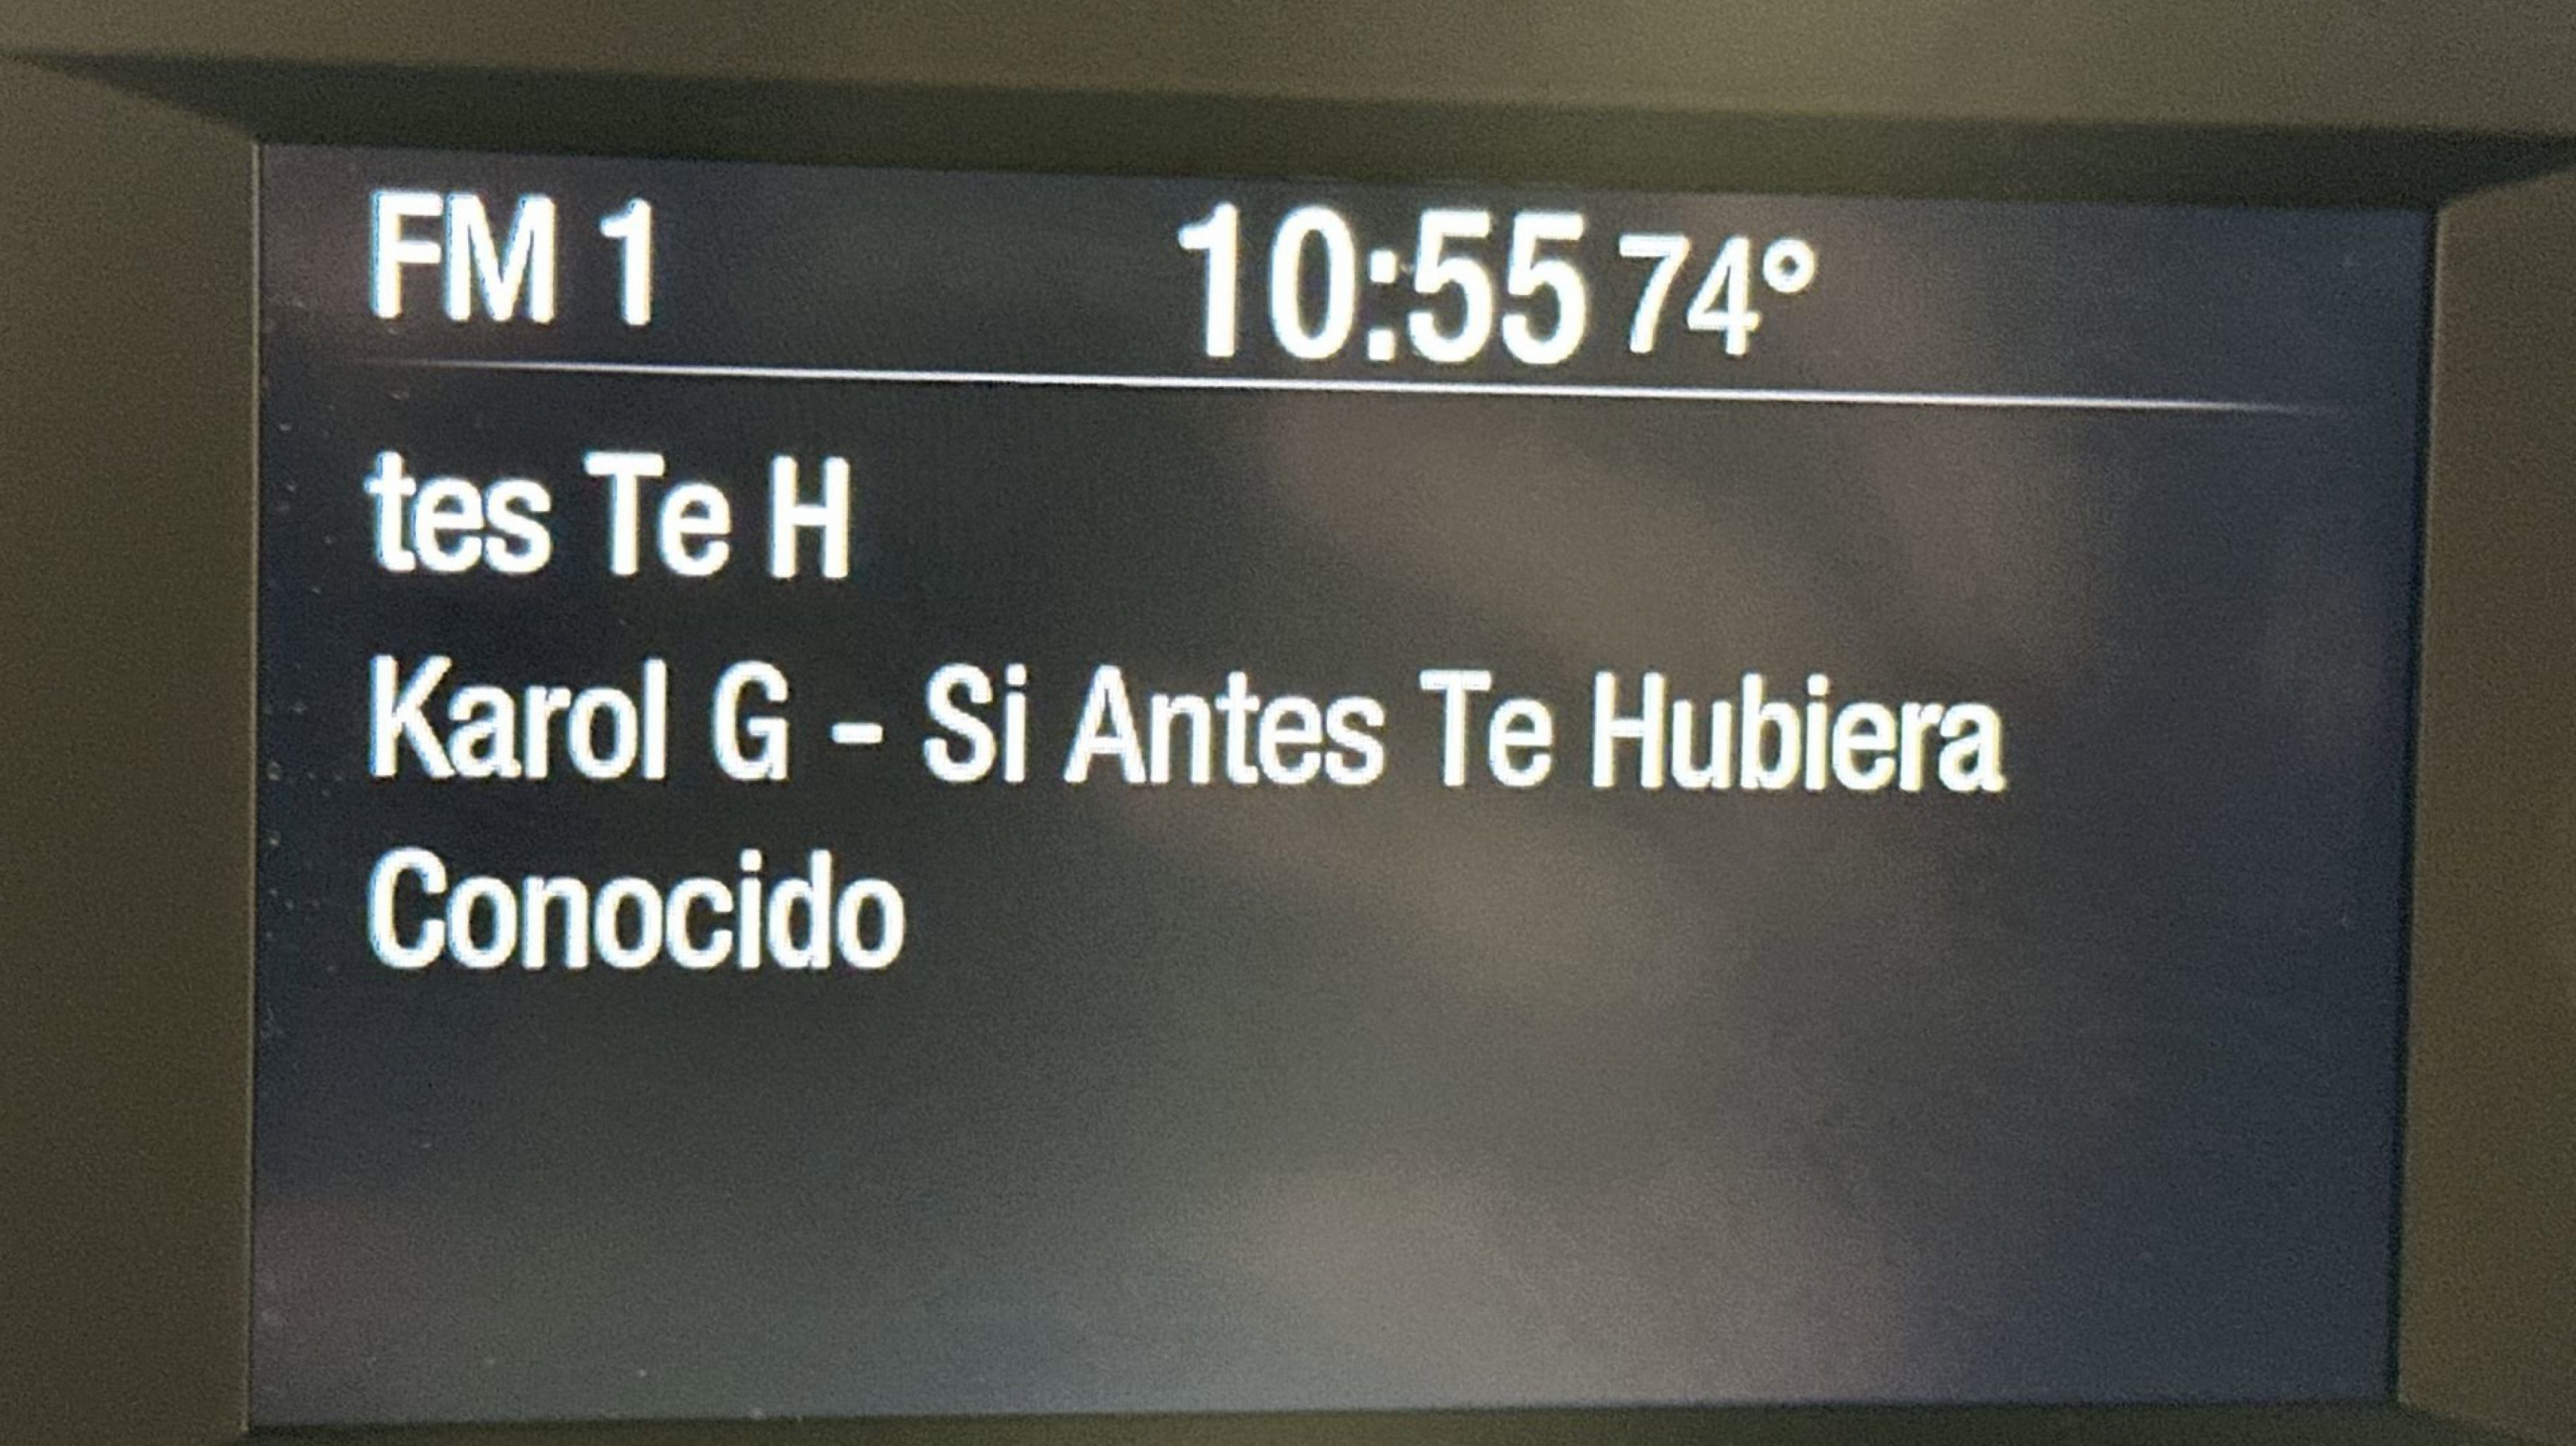 FM 1 10:55 74°
tes Te H
Karol G - Si Antes Te Hubiera
Conocido